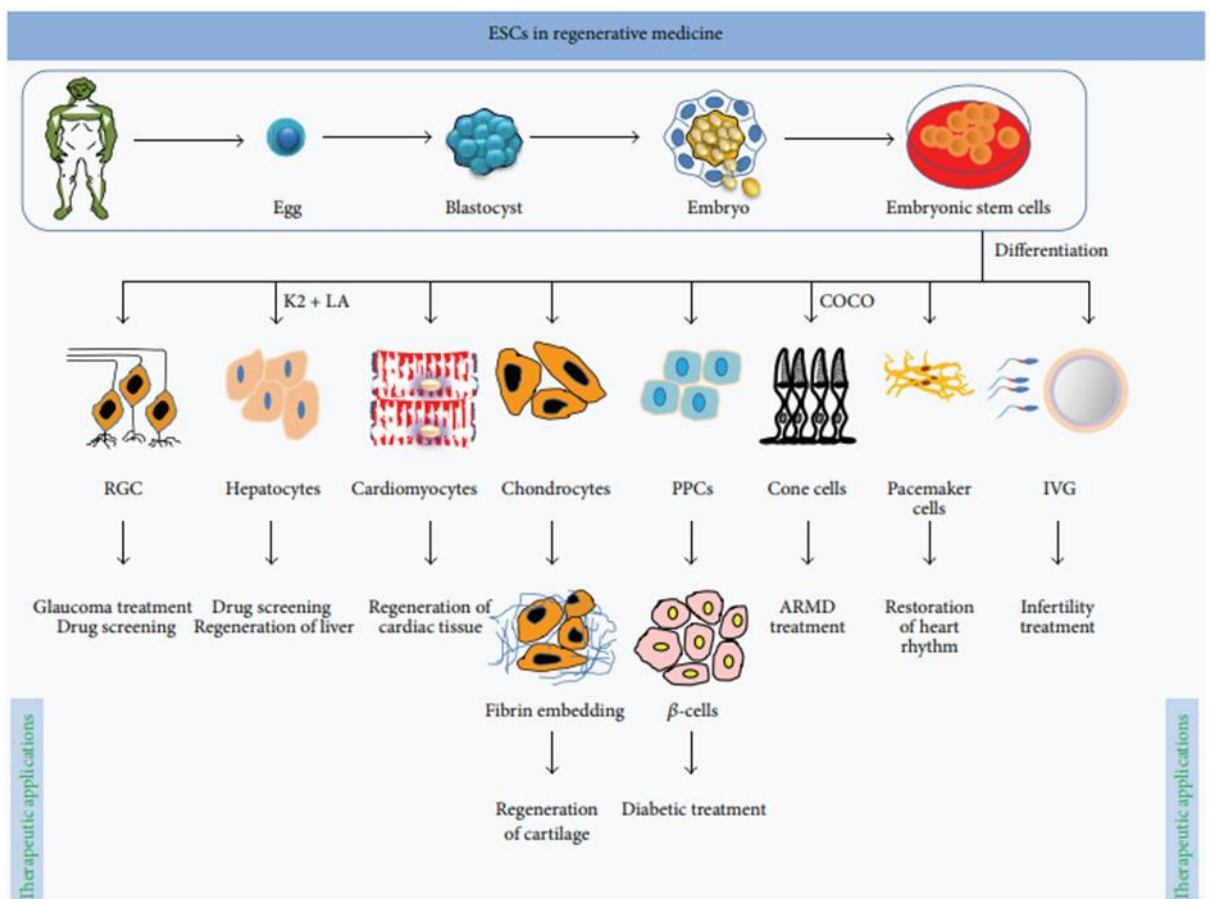 ESCs in regenerative medicine
Egg
Blastocyst
Embryo
Embryonic stem cells
Differentiation
K2 + LA
COCO
RGC
Hepatocytes
Cardiomyocytes
Chondrocytes
PPCs
Cone cells
Pacemaker
cells
IVG
Glaucoma treatment
Drug screening
Drug screening
Regeneration of liver
Regeneration of
cardiac tissue
ARMD
treatment
Restoration
of heart
rhythm
Infertility
treatment
Fibrin embedding
β-cells
Regeneration
of cartilage
Diabetic treatment
Therapeutic applications
Therapeutic applications